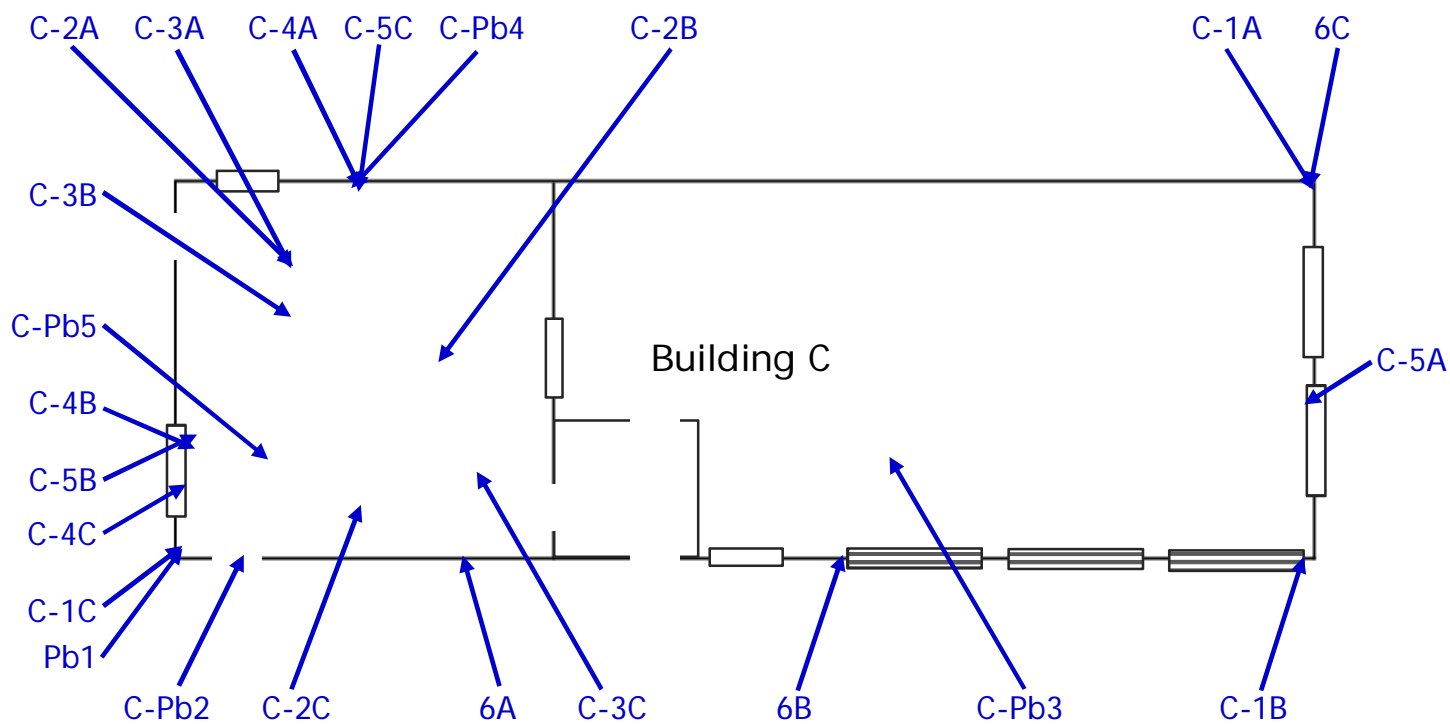 C-2A C-3A C-4A C-5C C-Pb4 C-2B C-1A 6C
C-3B
C-Pb5
Building C
C-5A
C-4B
C-5B
C-4C
C-1C
Pb1
C-Pb2 C-2C 6A C-3C 6B C-Pb3 C-1B